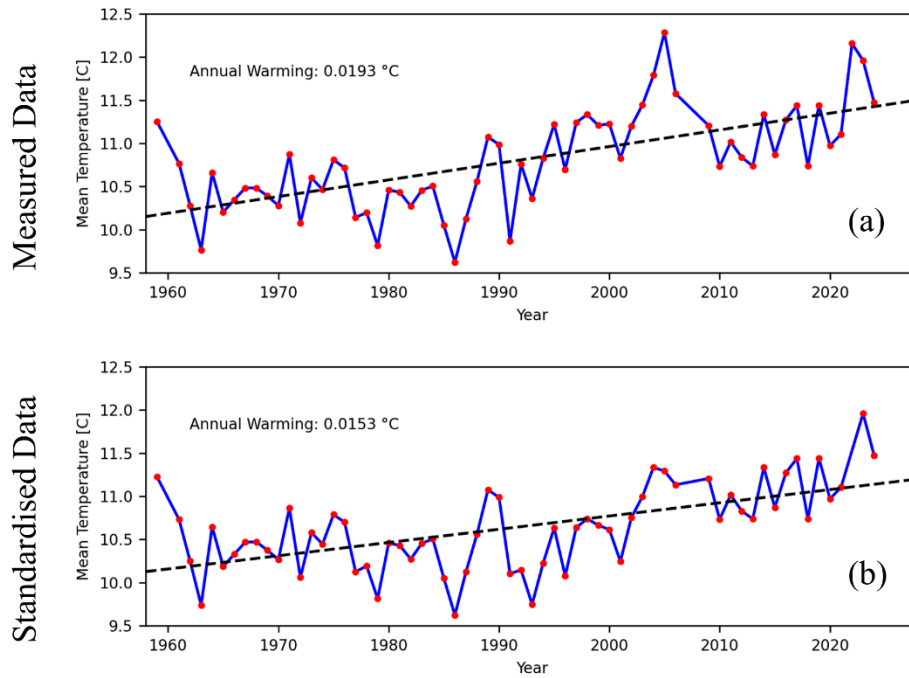 Measured Data
12.5
12.0
11.5
11.0
10.5
10.0
9.5
Mean Temperature [C]
Annual Warming: 0.0193 °C
(a)
1960 1970 1980 1990 2000 2010 2020
Year
Standardised Data
12.5
12.0
11.5
11.0
10.5
10.0
9.5
Mean Temperature [C]
Annual Warming: 0.0153 °C
(b)
1960 1970 1980 1990 2000 2010 2020
Year